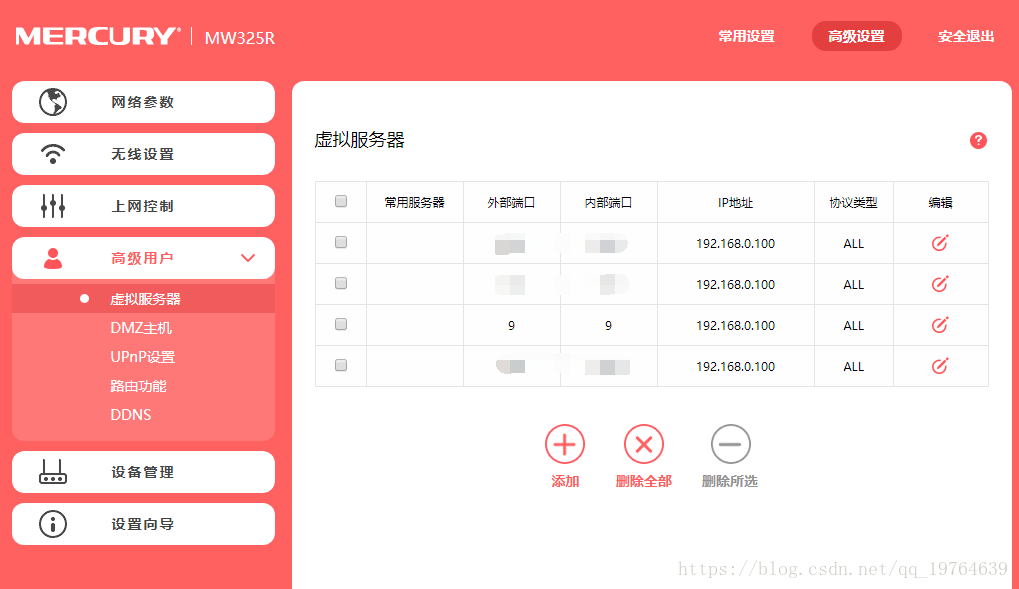 MERCURY® MW325R
常用设置 高级设置 安全退出
网络参数
无线设置
上网控制
高级用户
虚拟服务器
DMZ主机
UPnP设置
路由功能
DDNS
设备管理
设置向导
虚拟服务器 ?
常用服务器 外部端口 内部端口 IP地址 协议类型 编辑
192.168.0.100 ALL
192.168.0.100 ALL
9 9 192.168.0.100 ALL
192.168.0.100 ALL
添加 删除全部 删除所选
https://blog.csdn.net/qq_19764639